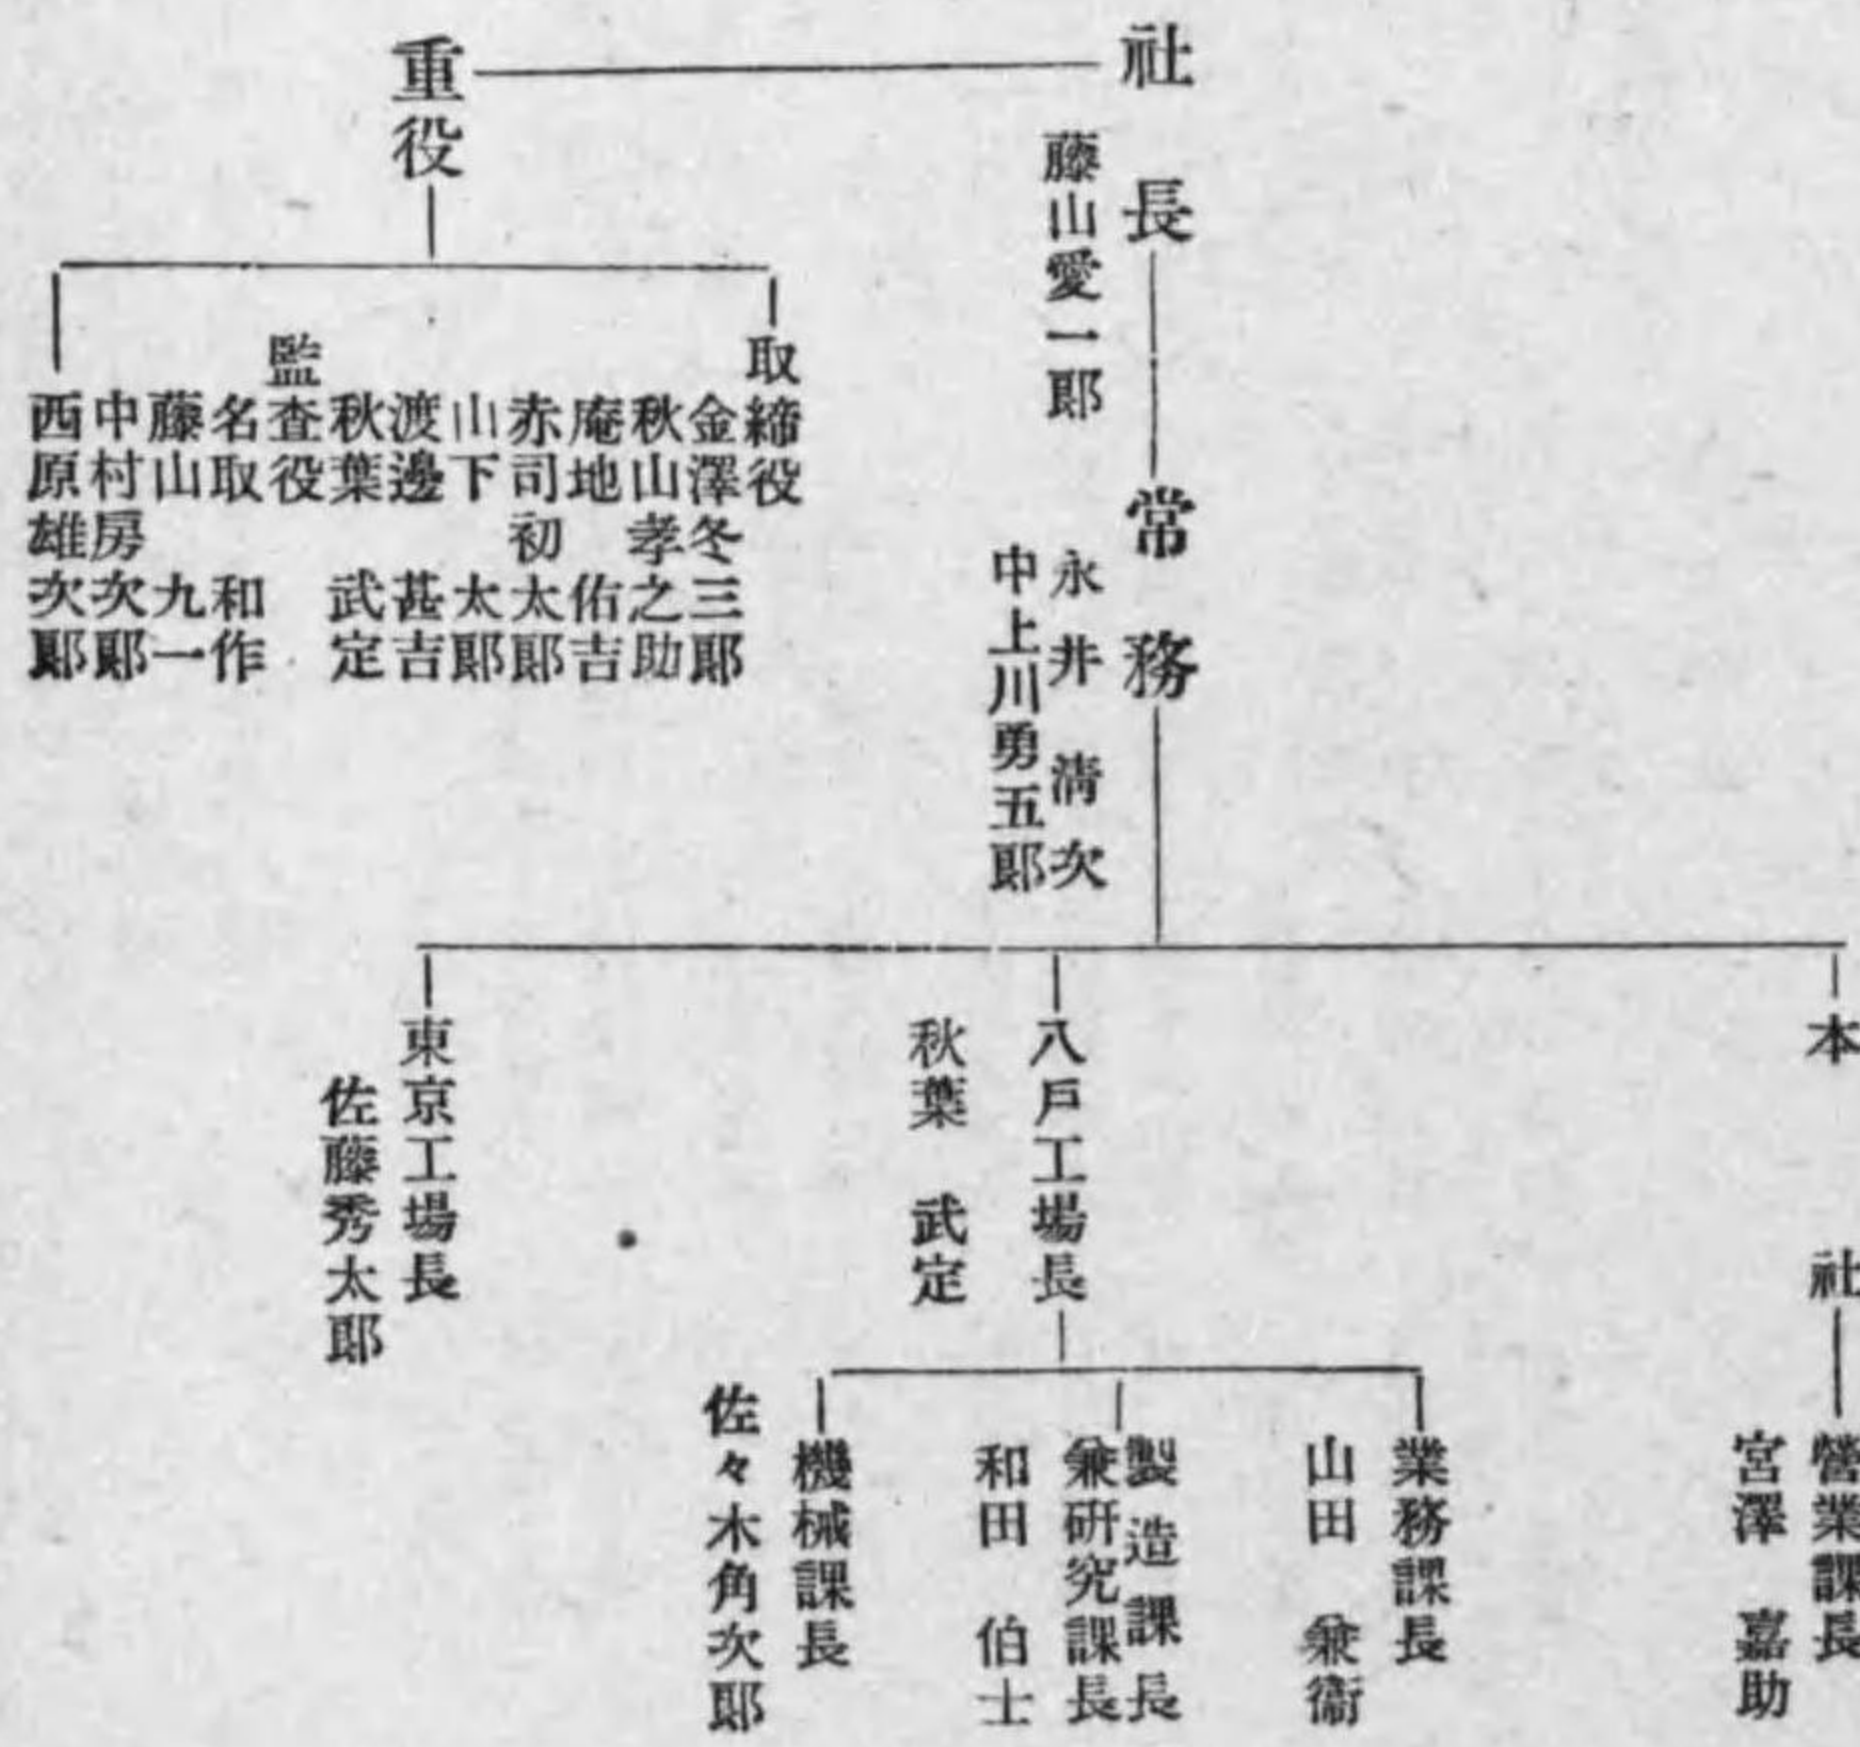 社長
藤山愛一郎
常務
永井清次
中上川勇五郎
重役
取締役
金澤冬三郎
秋山孝之助
庵地佑吉
赤司初太郎
山下太郎
渡邊甚吉
秋葉武定
監査役
名取和作
藤山九一
中村房次郎
西原雄次郎
本社
營業課長
宮澤嘉助
八戸工場長
秋葉武定
業務課長
山田兼衞
製造課長
兼研究課長
和田伯士
機械課長
佐々木角次郎
東京工場長
佐藤秀太郎